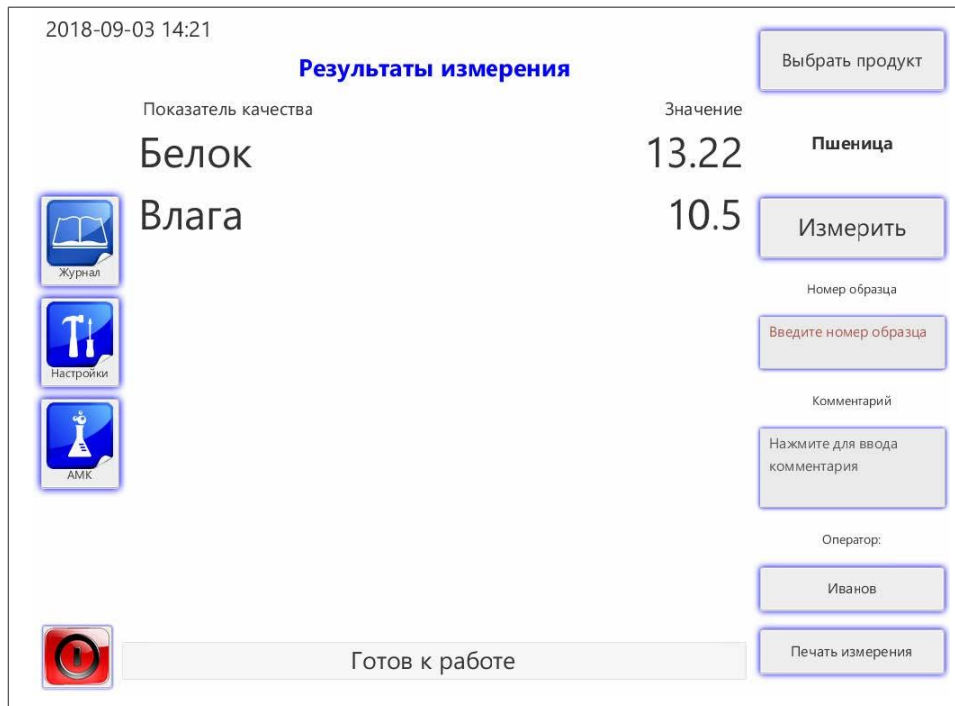 2018-09-03 14:21
Результаты измерения
Показатель качества Значение
Белок 13.22
Влага 10.5
Журнал
Настройки
АМК
Готов к работе
Выбрать продукт
Пшеница
Измерить
Номер образца
Введите номер образца
Комментарий
Нажмите для ввода
комментария
Оператор:
Иванов
Печать измерения